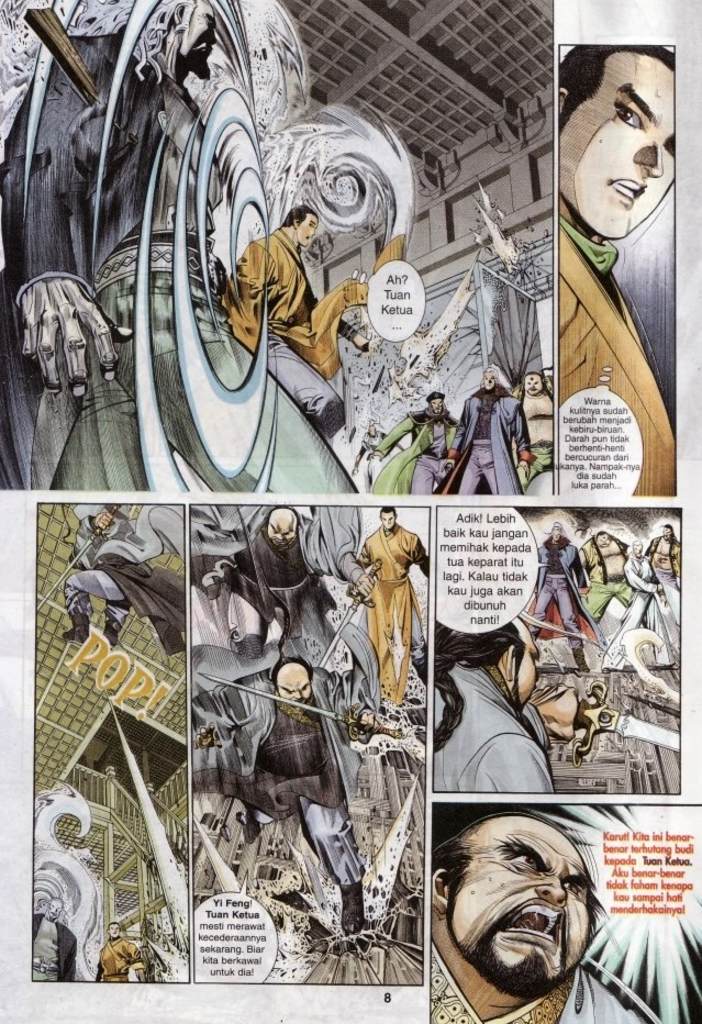 Ah?
Tuan
Ketua
...
Warna
kulitnya sudah
berubah menjadi
kebiru-biruan.
Darah pun tidak
berhenti-henti
bercucuran dari
ukanya. Nampak-nya
dia sudah
luka parah...
POP!
Yi Feng!
Tuan Ketua
mesti merawat
kecederaannya
sekarang. Biar
kita berkawal
untuk dia!
Adik! Lebih
baik kau jangan
memihak kepada
tua keparat itu
lagi. Kalau tidak
kau juga akan
dibunuh
nanti!
Karut! Kita ini benar-
benar terhutang budi
kepada Tuan Ketua.
Aku benar-benar
tidak faham kenapa
kau sampai hati
menderhakainya!
8